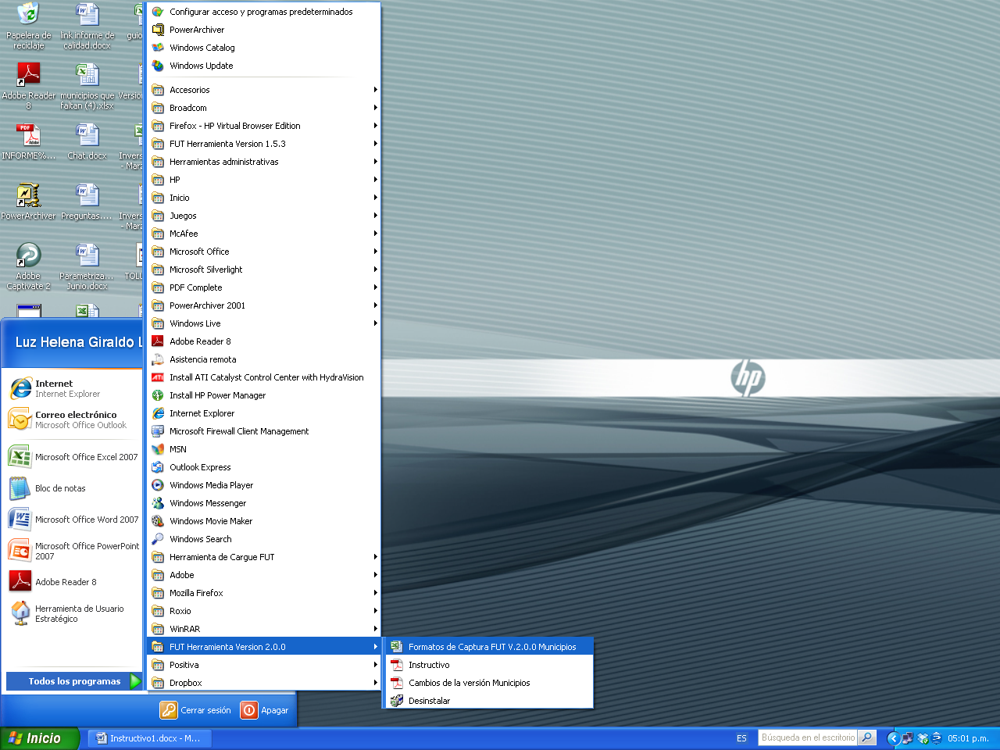 Papelera de
reciclaje
link informe de
calidad.docx
guio
Adobe Reader
8
municipios que
faltan (4).xlsx
Version
INFORME%...
Chat.docx
Invers
- Marz
PowerArchiver
Preguntas....
Invers
- Marz
Adobe
Captivate 2
Parametriza...
Junio.docx
TOLU
Luz Helena Giraldo L
Internet
Internet Explorer
Correo electrónico
Microsoft Office Outlook
Microsoft Office Excel 2007
Bloc de notas
Microsoft Office Word 2007
Microsoft Office PowerPoint
2007
Adobe Reader 8
Herramienta de Usuario
Estratégico
Todos los programas
Cerrar sesión
Apagar
Configurar acceso y programas predeterminados
PowerArchiver
Windows Catalog
Windows Update
Accesorios
Broadcom
Firefox - HP Virtual Browser Edition
FUT Herramienta Version 1.5.3
Herramientas administrativas
HP
Inicio
Juegos
McAfee
Microsoft Office
Microsoft Silverlight
PDF Complete
PowerArchiver 2001
Windows Live
Adobe Reader 8
Asistencia remota
Install ATI Catalyst Control Center with HydraVision
Install HP Power Manager
Internet Explorer
Microsoft Firewall Client Management
MSN
Outlook Express
Windows Media Player
Windows Messenger
Windows Movie Maker
Windows Search
Herramienta de Cargue FUT
Adobe
Mozilla Firefox
Roxio
WinRAR
FUT Herramienta Version 2.0.0
Positiva
Dropbox
Formatos de Captura FUT V.2.0.0 Municipios
Instructivo
Cambios de la versión Municipios
Desinstalar
hp
Inicio
Instructivo1.docx - M...
ES
Búsqueda en el escritorio
05:01 p.m.